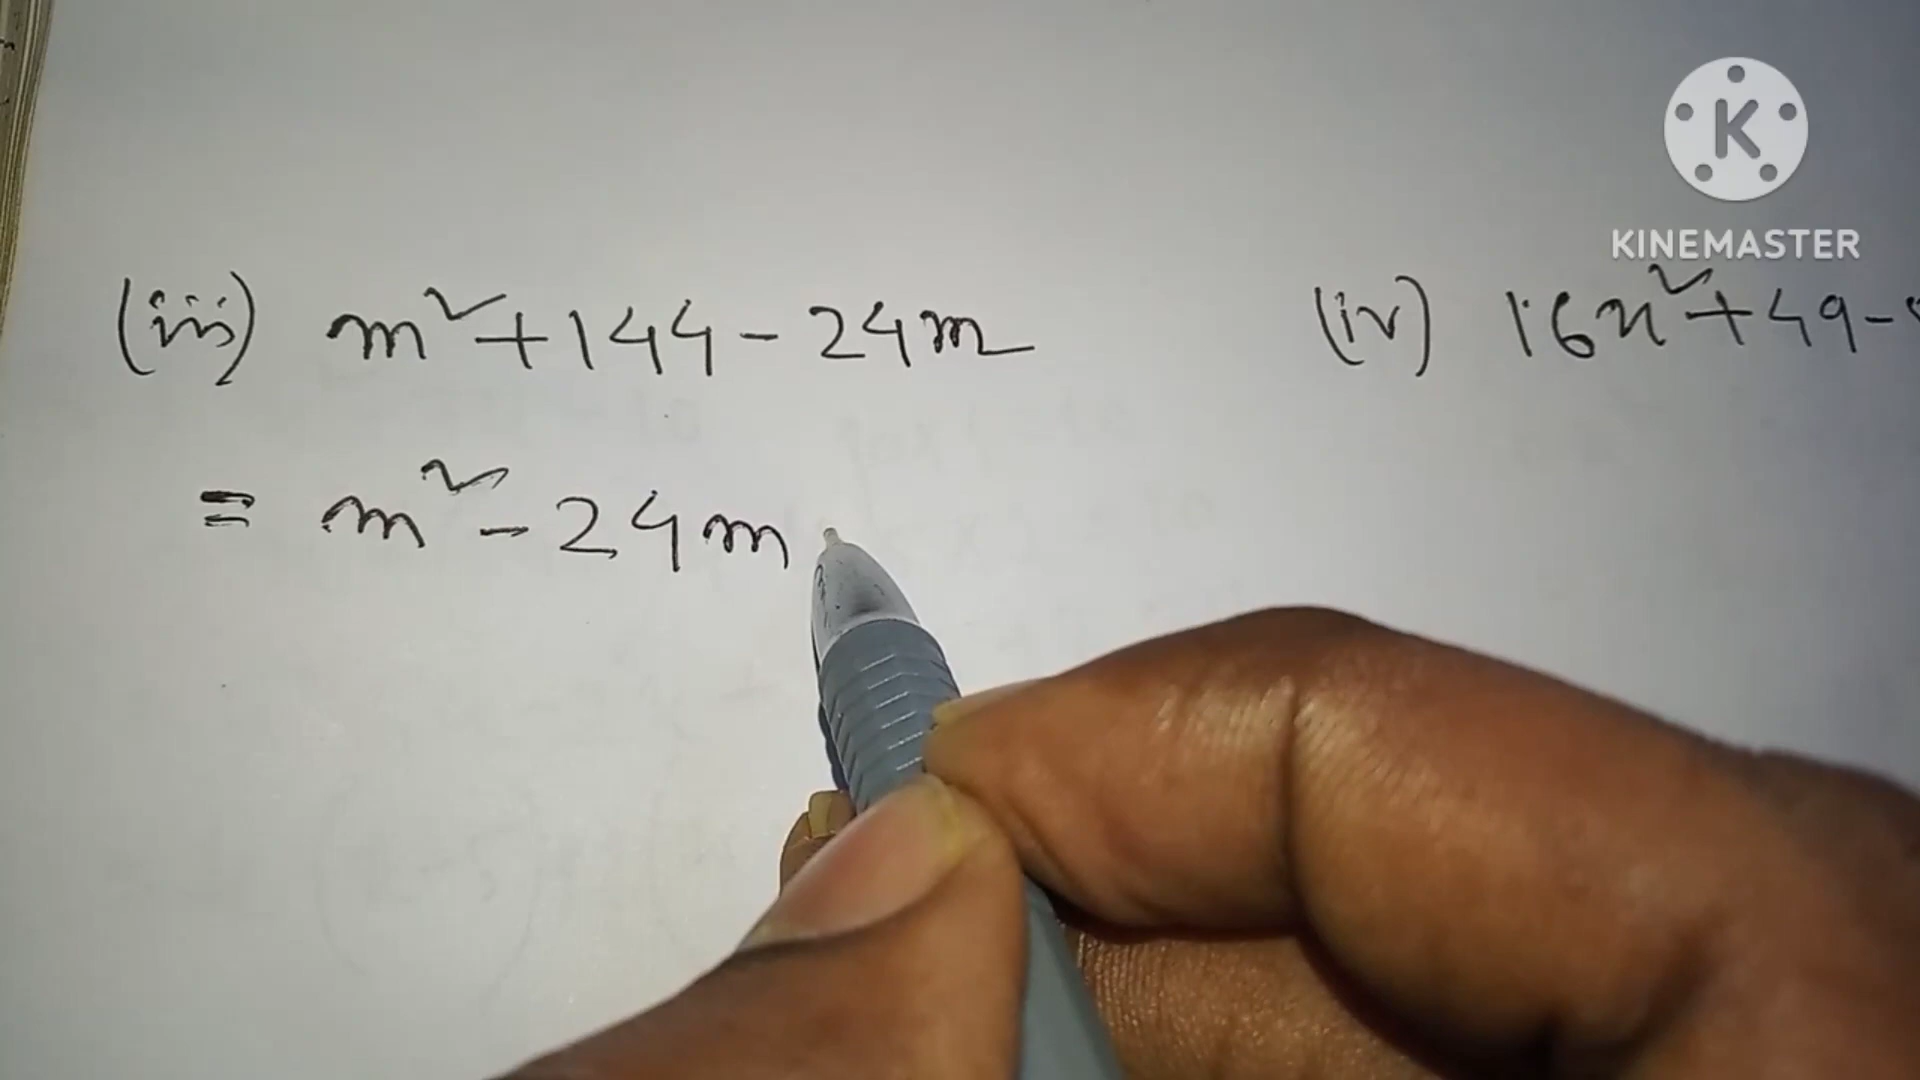 K
KINEMASTER
(iii) m² + 144 - 24m
(iv) 16x² + 49 -
= m² - 24m